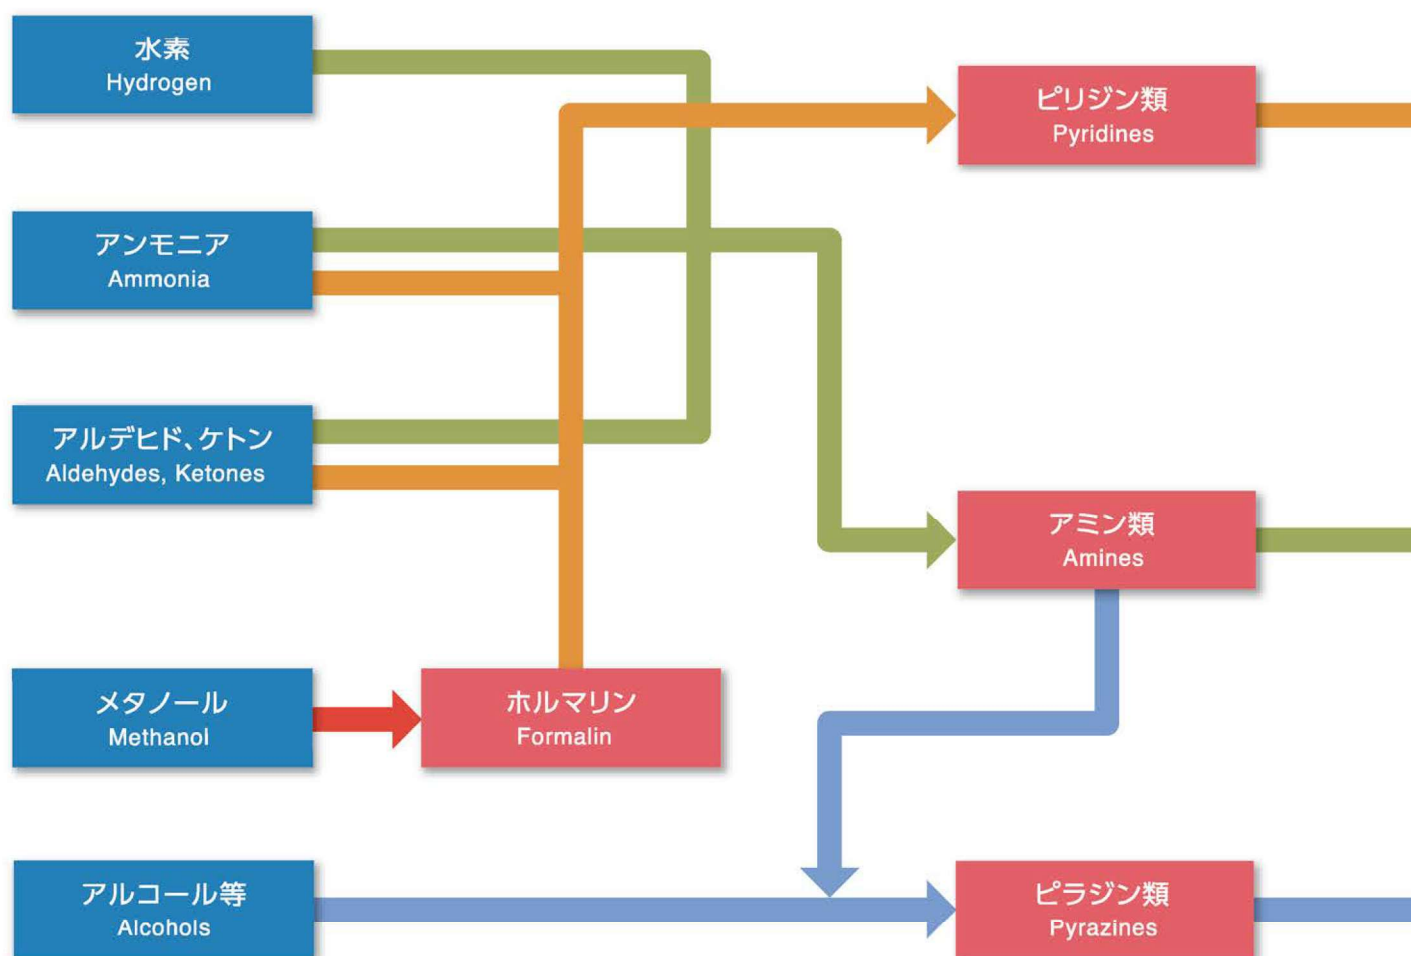 水素
Hydrogen
ピリジン類
Pyridines
アンモニア
Ammonia
アルデヒド、ケトン
Aldehydes, Ketones
アミン類
Amines
メタノール
Methanol
ホルマリン
Formalin
アルコール等
Alcohols
ピラジン類
Pyrazines